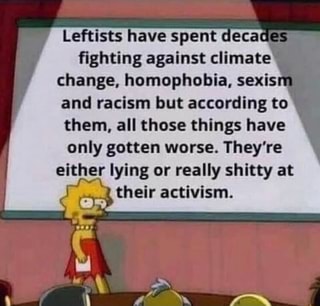 Leftists have spent decades
fighting against climate
change, homophobia, sexism
and racism but according to
them, all those things have
only gotten worse. They're
either lying or really shitty at
their activism.